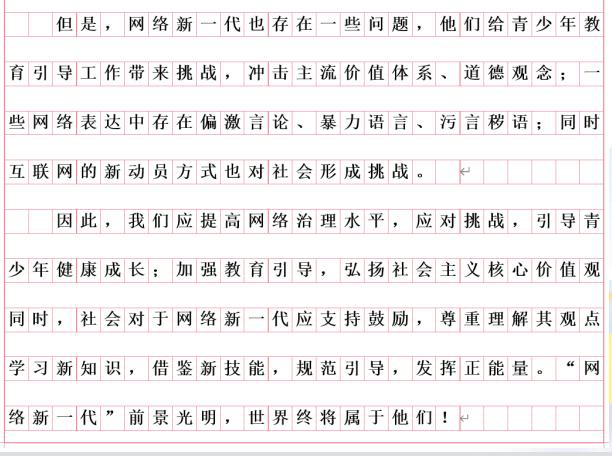 但是，网络新一代也存在一些问题，他们给青少年教
育引导工作带来挑战，冲击主流价值体系、道德观念；一
些网络表达中存在偏激言论、暴力语言、污言秽语；同时
互联网的新动员方式也对社会形成挑战。
因此，我们应提高网络治理水平，应对挑战，引导青
少年健康成长；加强教育引导，弘扬社会主义核心价值观
同时，社会对于网络新一代应支持鼓励，尊重理解其观点
学习新知识，借鉴新技能，规范引导，发挥正能量。“网
络新一代”前景光明，世界终将属于他们！